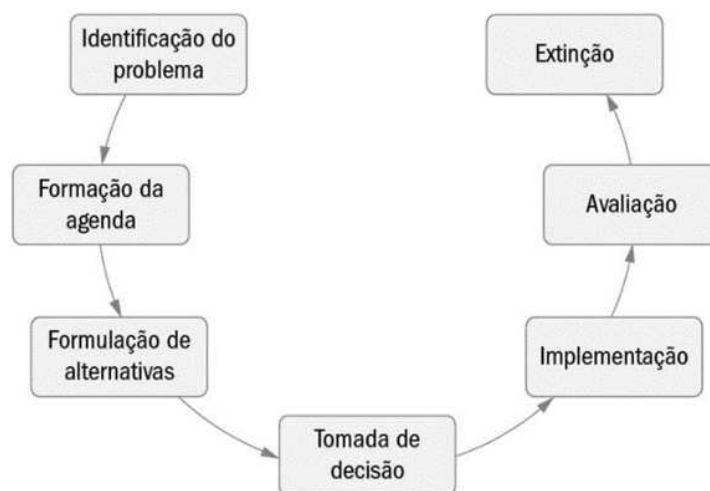 Identificação do
problema
Formação da
agenda
Formulação de
alternativas
Tomada de
decisão
Implementação
Avaliação
Extinção